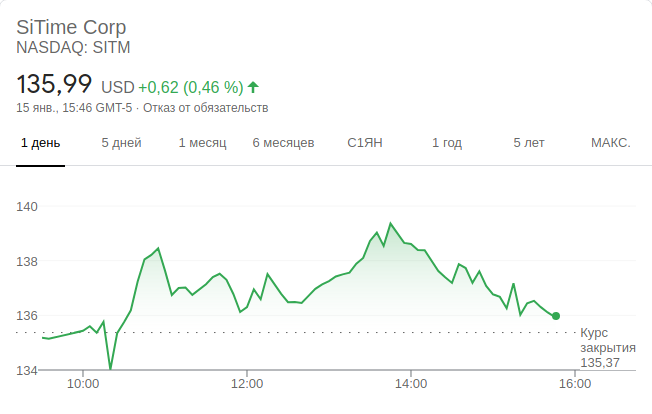 SiTime Corp
NASDAQ: SITM
135,99 USD +0,62 (0,46 %)
15 янв., 15:46 GMT-5 · Отказ от обязательств
1 день 5 дней 1 месяц 6 месяцев С1ЯН 1 год 5 лет МАКС.
140
138
136
Курс
закрытия
135,37
134
10:00 12:00 14:00 16:00